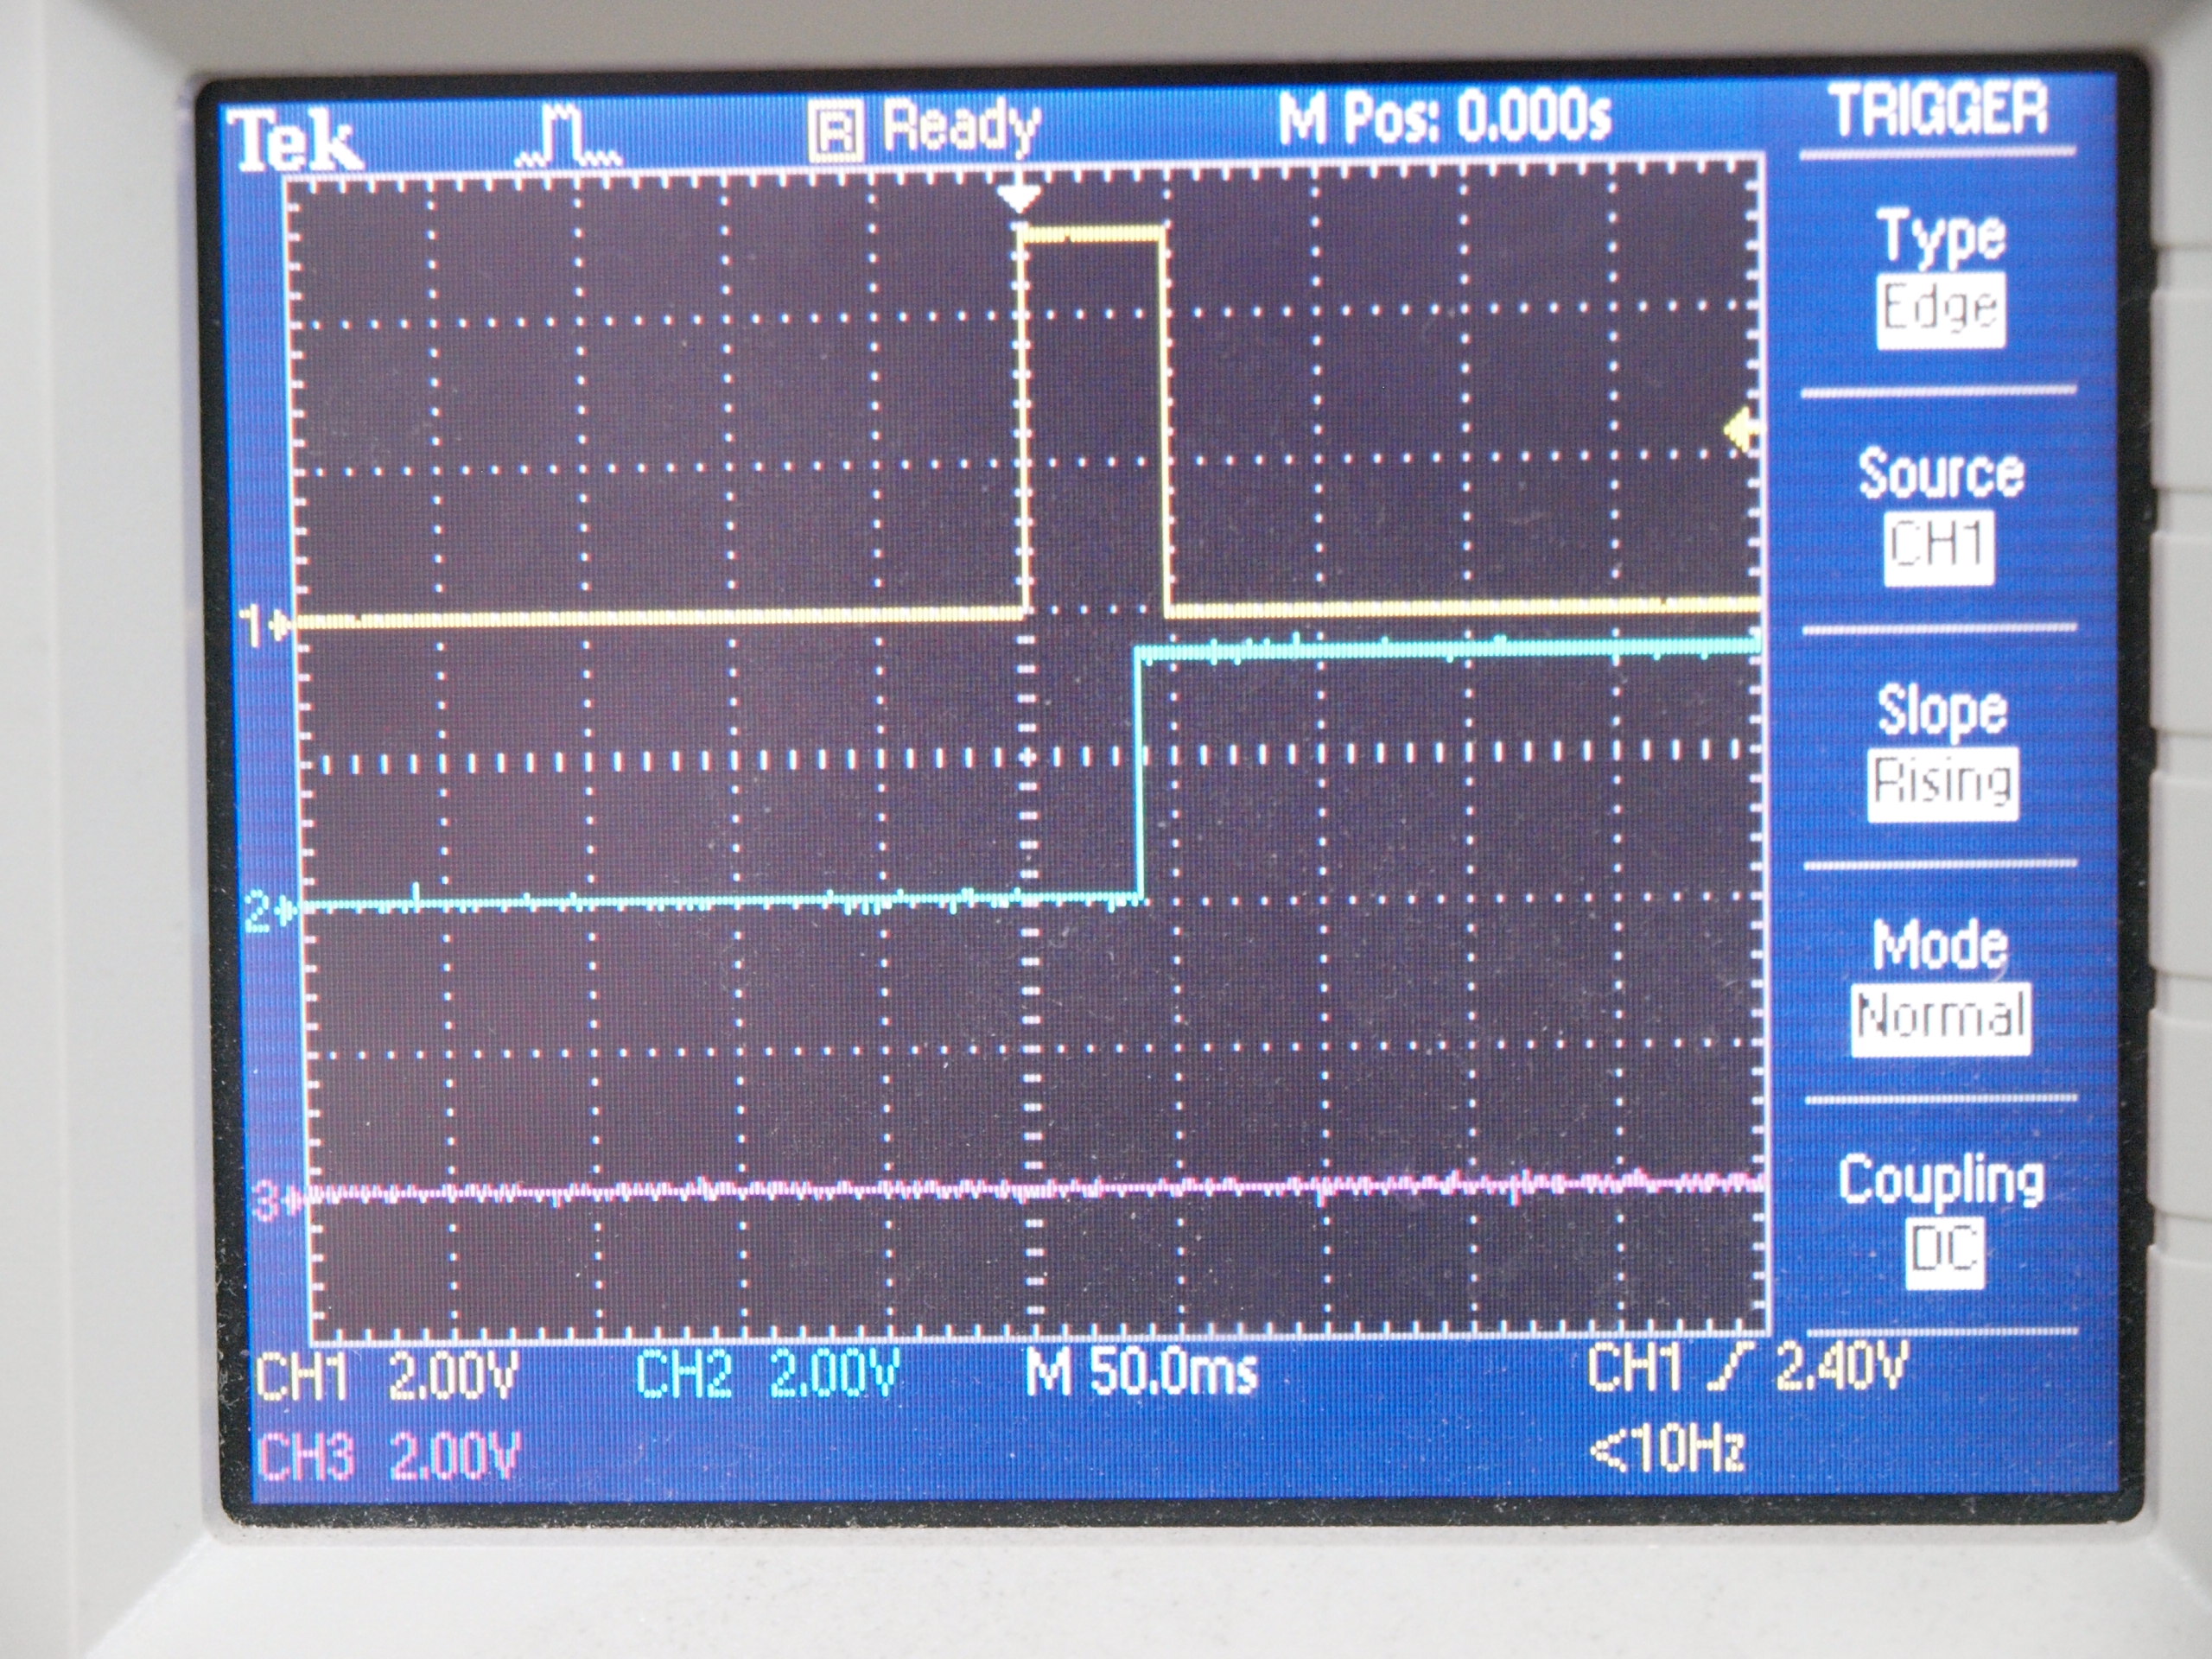 Tek R Ready M Pos: 0.000s TRIGGER
Type
Edge
Source
CH1
Slope
Rising
Mode
Normal
Coupling
DC
1
2
3
CH1 2.00V CH2 2.00V M 50.0ms CH1 2.40V
CH3 2.00V <10Hz